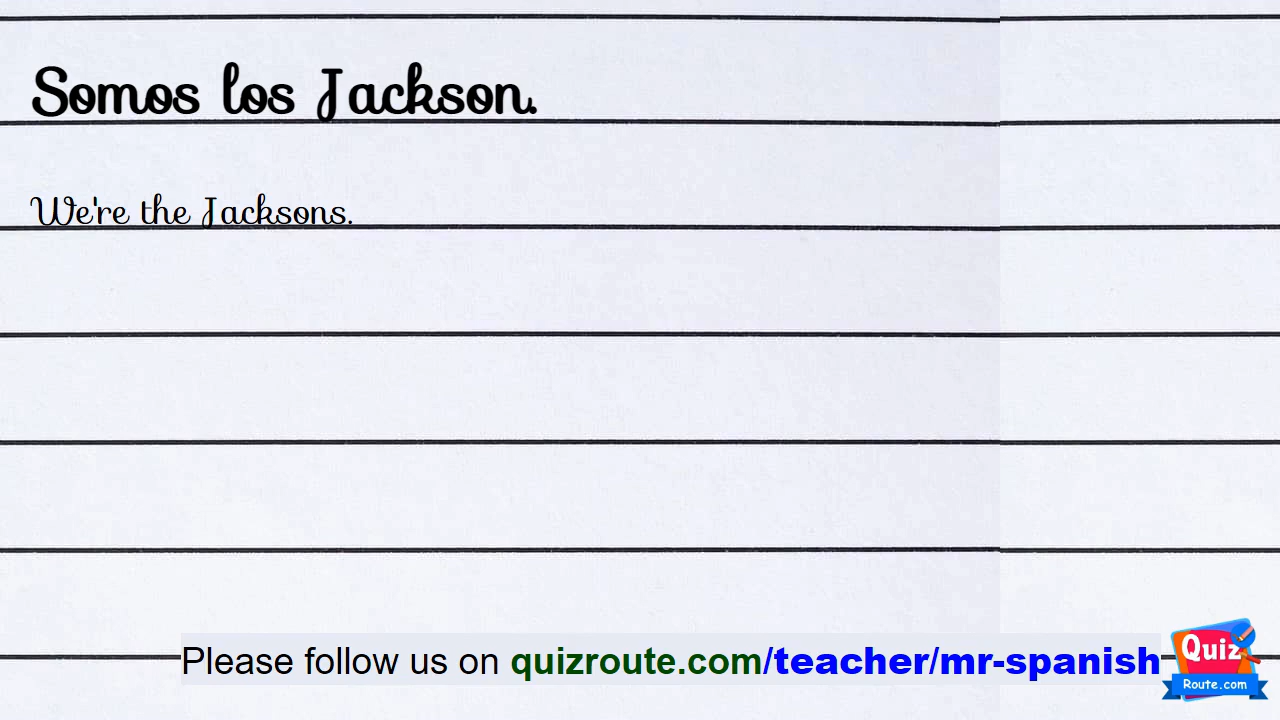 Somos los Jackson.
We're the Jacksons.
Please follow us on quizroute.com/teacher/mr-spanish
Quiz
Route.com